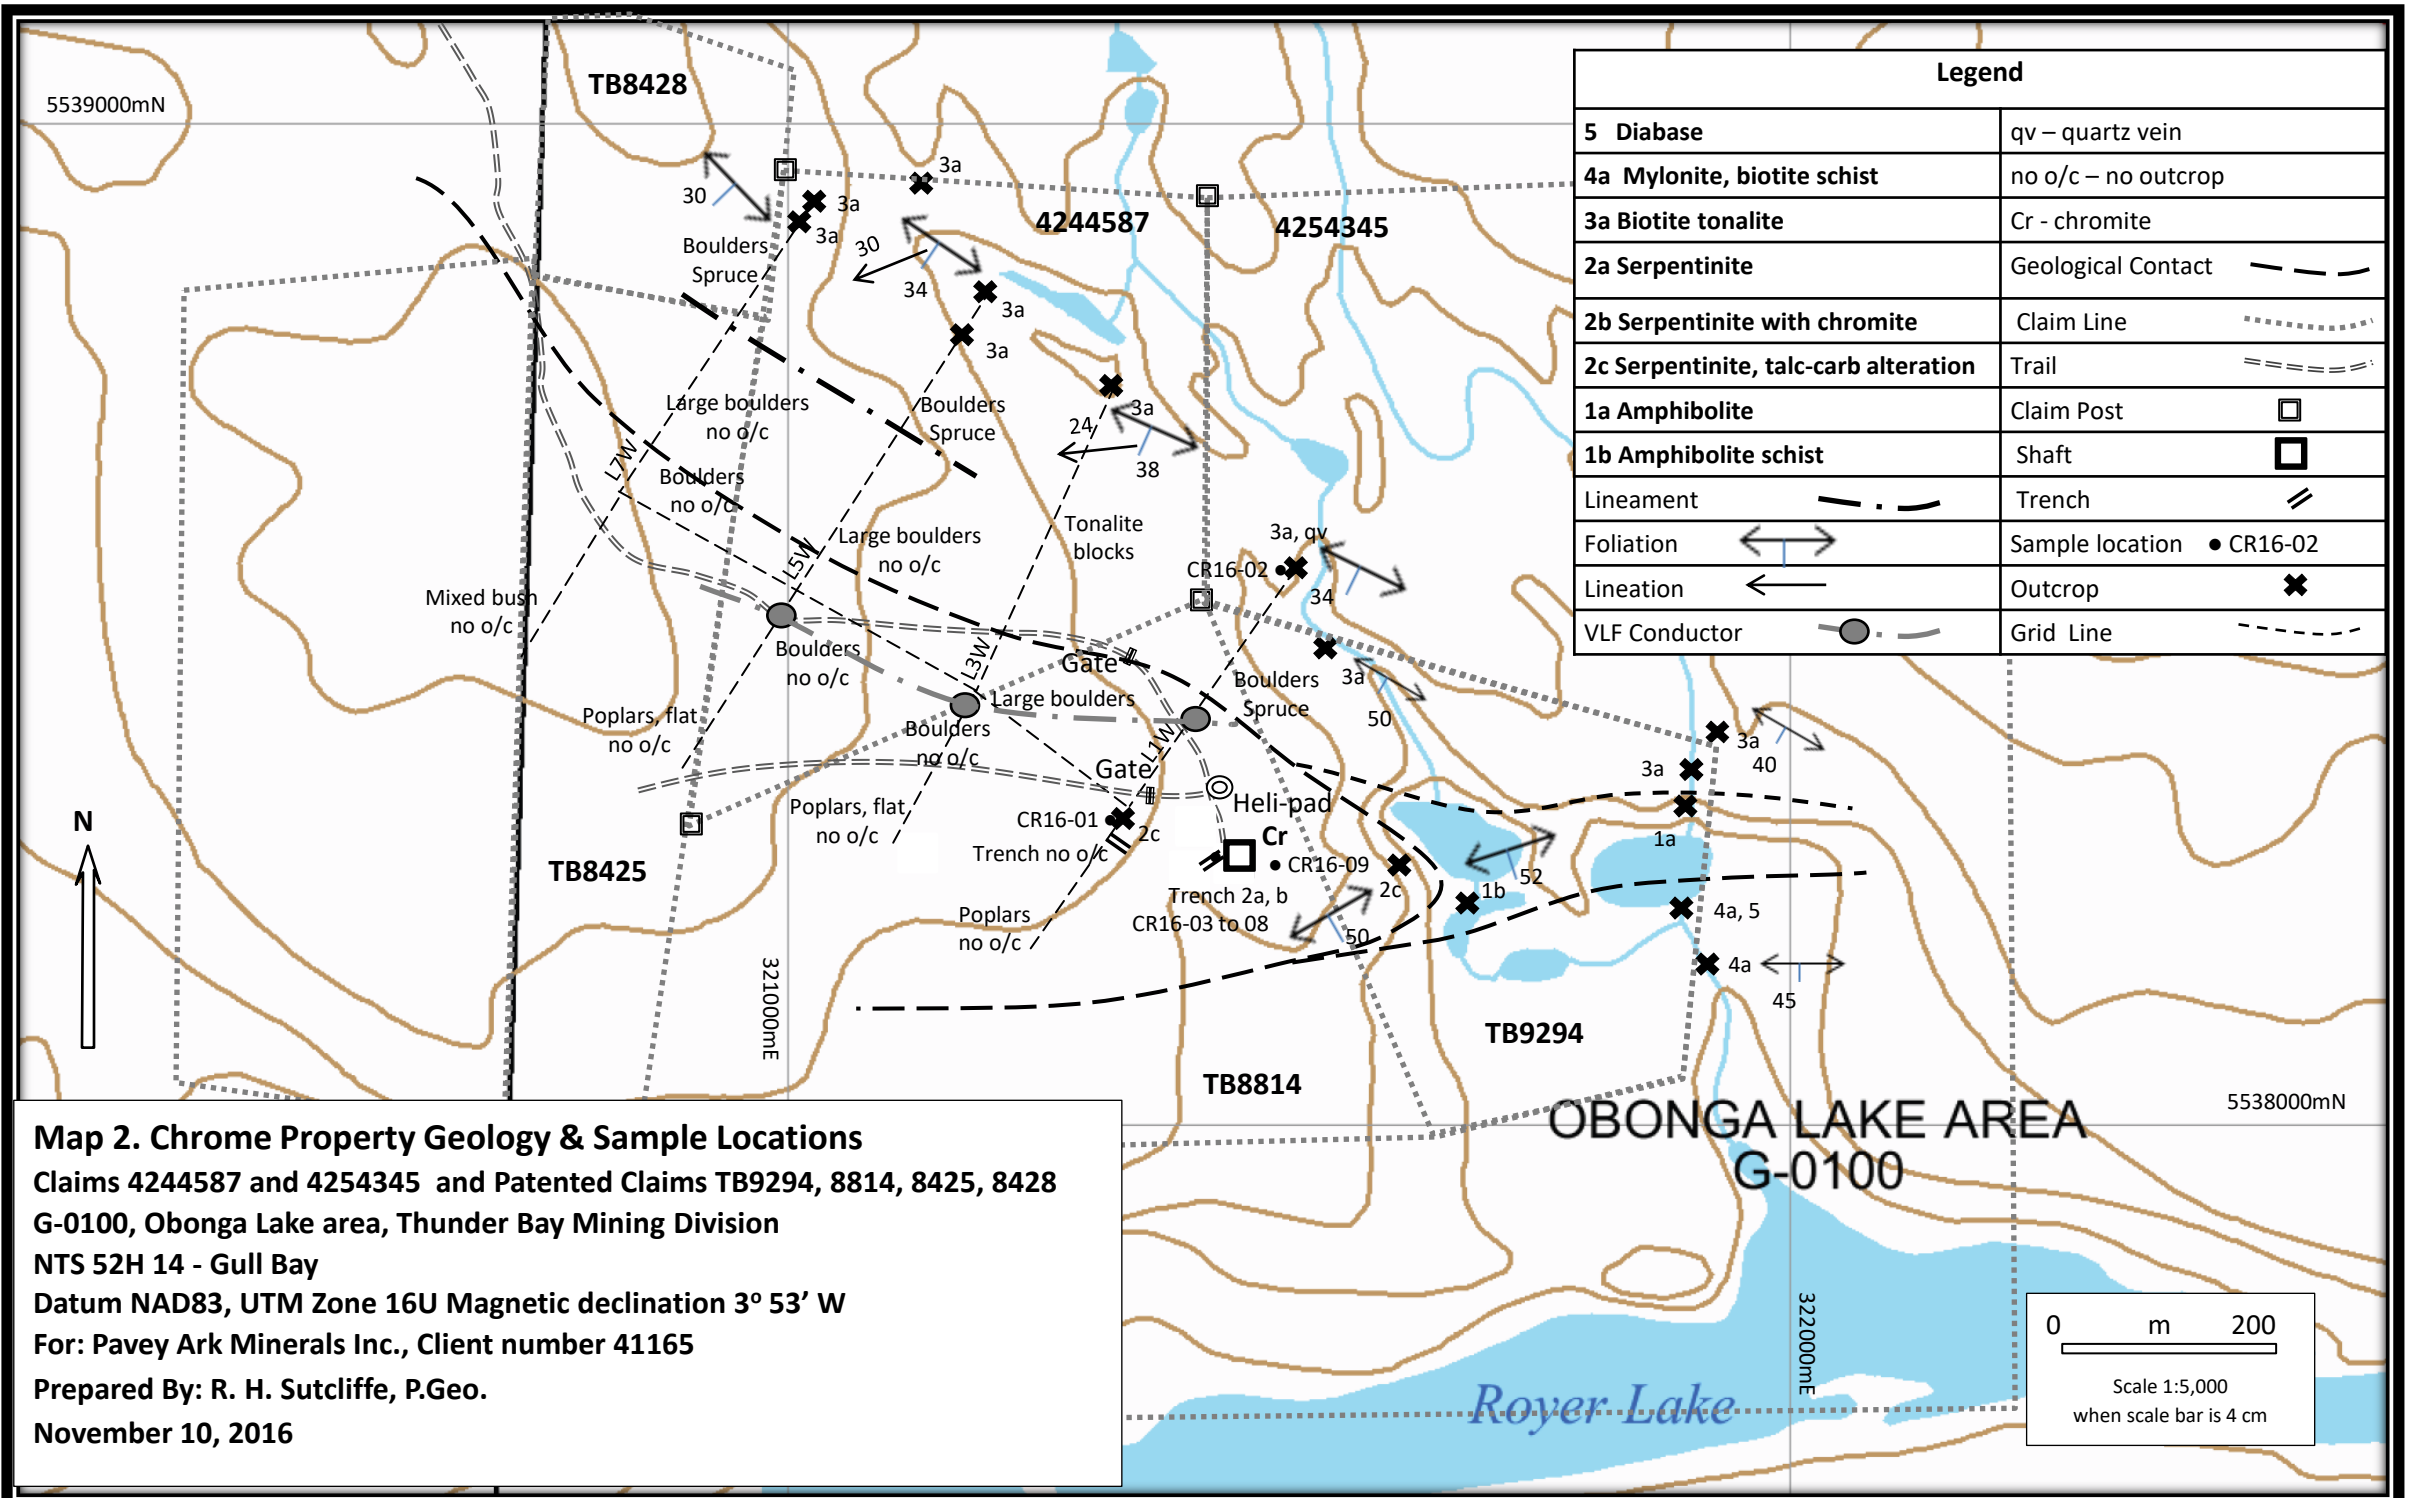 TB8428
5539000mN
Legend
5 Diabase
qv – quartz vein
4a Mylonite, biotite schist
no o/c – no outcrop
3a Biotite tonalite
Cr - chromite
2a Serpentinite
Geological Contact
2b Serpentinite with chromite
Claim Line
2c Serpentinite, talc-carb alteration
Trail
1a Amphibolite
Claim Post
1b Amphibolite schist
Shaft
Lineament
Trench
Foliation
Sample location
CR16-02
Lineation
Outcrop
VLF Conductor
Grid Line
3a
30
3a
3a
4244587
4254345
Boulders
Spruce
30
34
3a
3a
Large boulders
no o/c
Boulders
Spruce
3a
24
38
L7W
Boulders
no o/c
Tonalite
blocks
Large boulders
no o/c
3a, qv
L5W
CR16-02
34
Mixed bush
no o/c
Boulders
no o/c
L3W
Gate
3a
Boulders
Spruce
50
Large boulders
Poplars, flat
no o/c
Boulders
no o/c
L1W
3a
40
3a
Gate
Heli-pad
Poplars, flat
no o/c
CR16-01
2c
Cr
1a
Trench no o/c
CR16-09
N
TB8425
2c
52
1b
Trench 2a, b
CR16-03 to 08
4a, 5
Poplars
no o/c
50
4a
45
321000mE
TB9294
TB8814
OBONGA LAKE AREA
G-0100
5538000mN
Map 2. Chrome Property Geology & Sample Locations
Claims 4244587 and 4254345 and Patented Claims TB9294, 8814, 8425, 8428
G-0100, Obonga Lake area, Thunder Bay Mining Division
NTS 52H 14 - Gull Bay
Datum NAD83, UTM Zone 16U Magnetic declination 3º 53’ W
For: Pavey Ark Minerals Inc., Client number 41165
Prepared By: R. H. Sutcliffe, P.Geo.
November 10, 2016
322000mE
Royer Lake
0 m 200
Scale 1:5,000
when scale bar is 4 cm